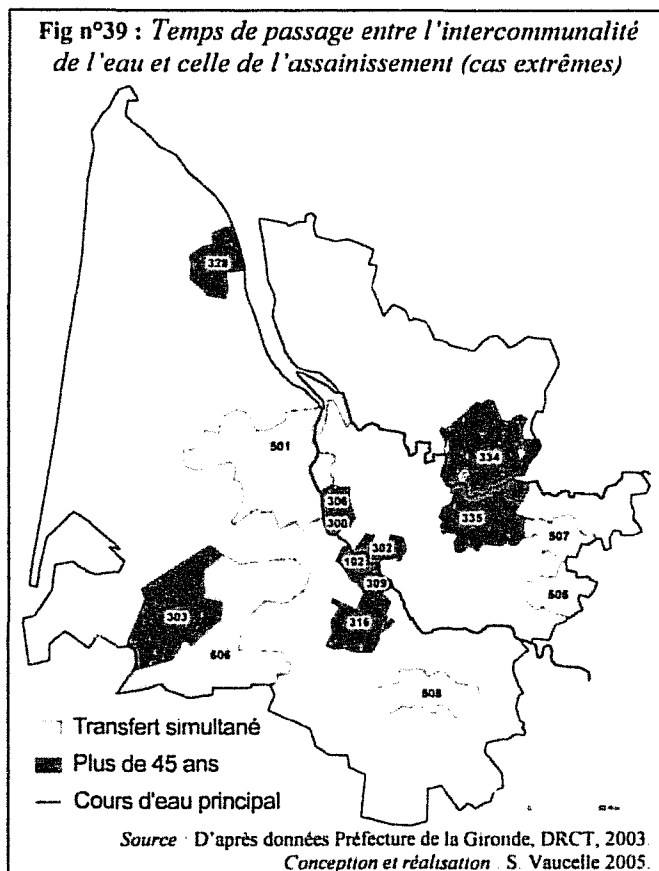 Fig n°39 : Temps de passage entre l'intercommunalité
de l'eau et celle de l'assainissement (cas extrêmes)
328
501
334
306
300
335
507
302
102
309
303
316
506
508
Transfert simultané
Plus de 45 ans
Cours d'eau principal
Source : D'après données Préfecture de la Gironde, DRCT, 2003.
Conception et réalisation : S. Vaucelle 2005.